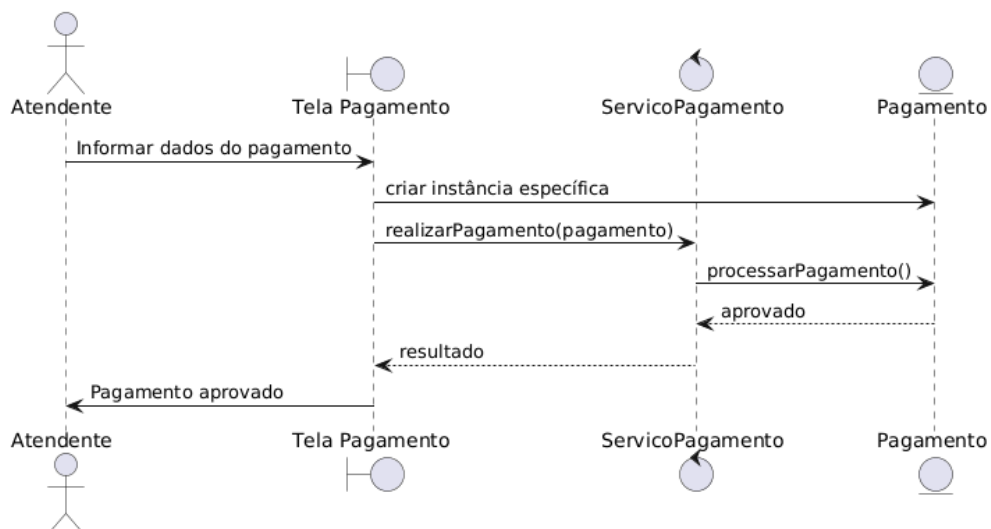 Atendente
Tela Pagamento
ServicoPagamento
Pagamento
Informar dados do pagamento
criar instância específica
realizarPagamento(pagamento)
processarPagamento()
aprovado
resultado
Pagamento aprovado
Atendente
Tela Pagamento
ServicoPagamento
Pagamento